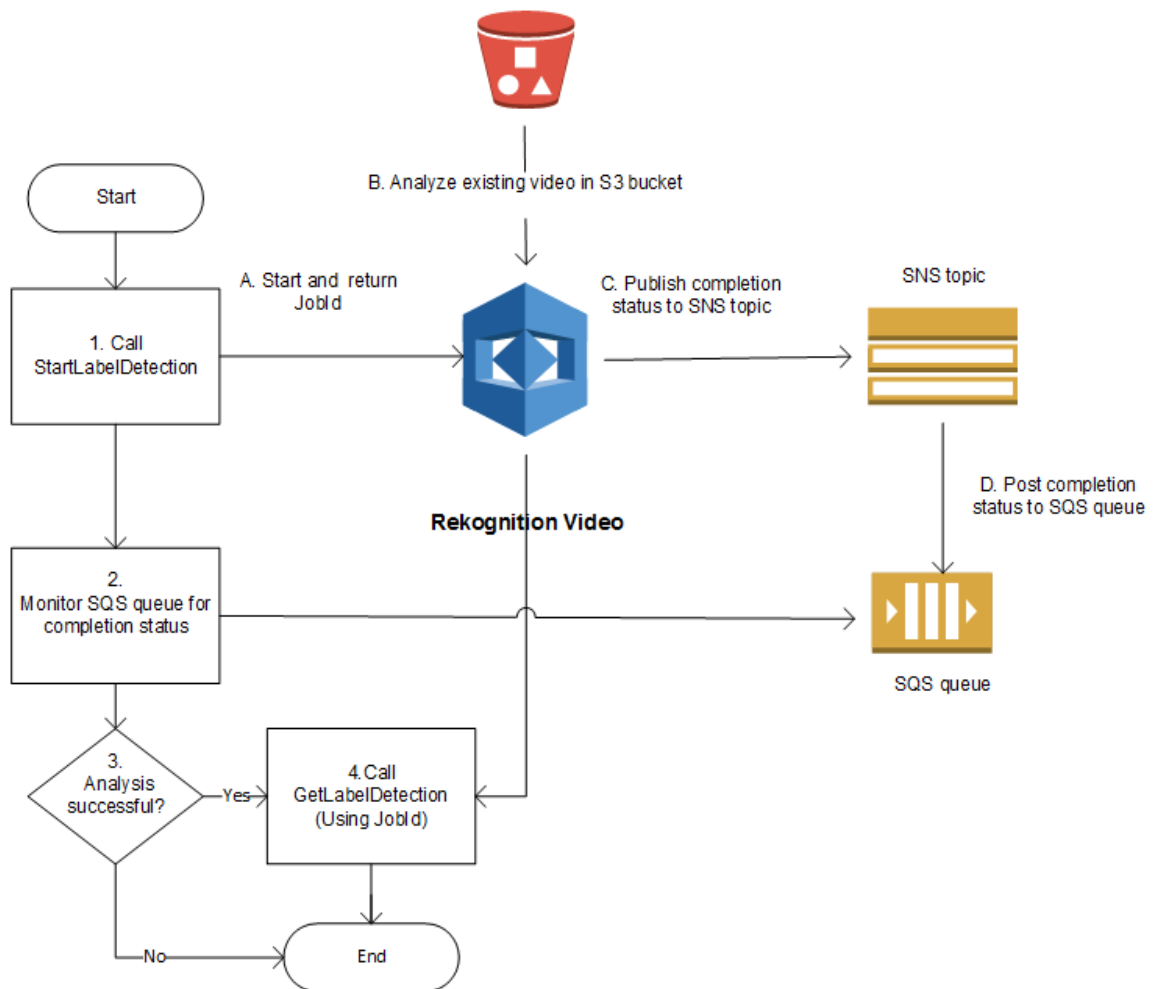 B. Analyze existing video in S3 bucket
Start
A. Start and return
JobId
C. Publish completion
status to SNS topic
SNS topic
1. Call
StartLabelDetection
D. Post completion
status to SQS queue
Rekognition Video
2.
Monitor SQS queue for
completion status
SQS queue
3.
Analysis
successful?
Yes
4.Call
GetLabelDetection
(Using JobId)
No
End